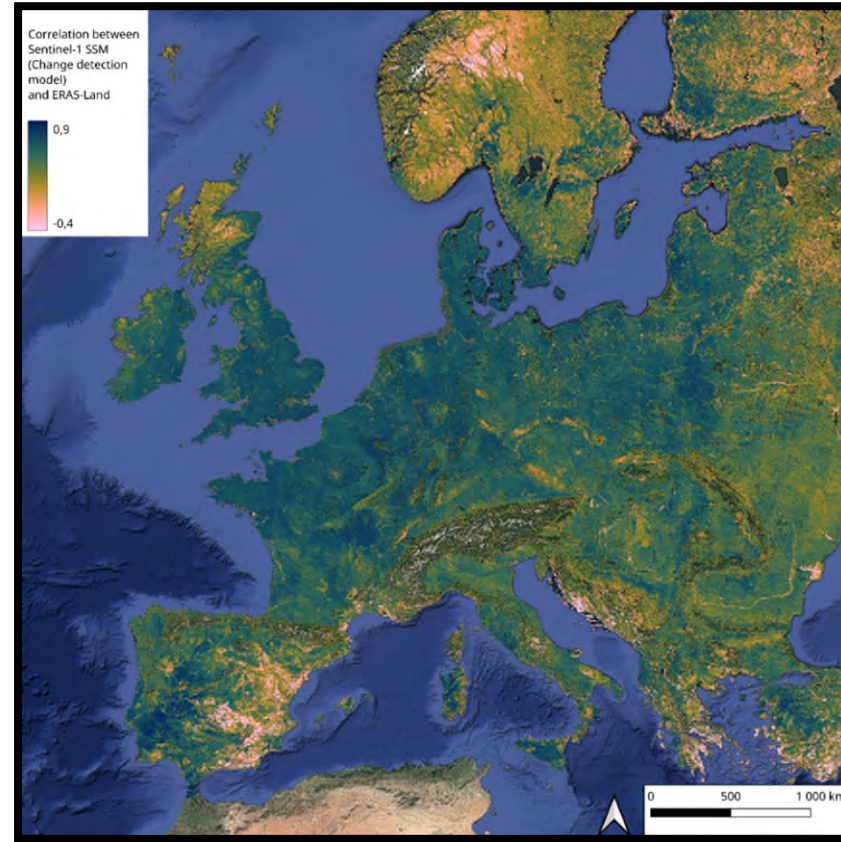 Correlation between
Sentinel-1 SSM
(Change detection
model)
and ERA5-Land
0,9
-0,4
0 500 1 000 km